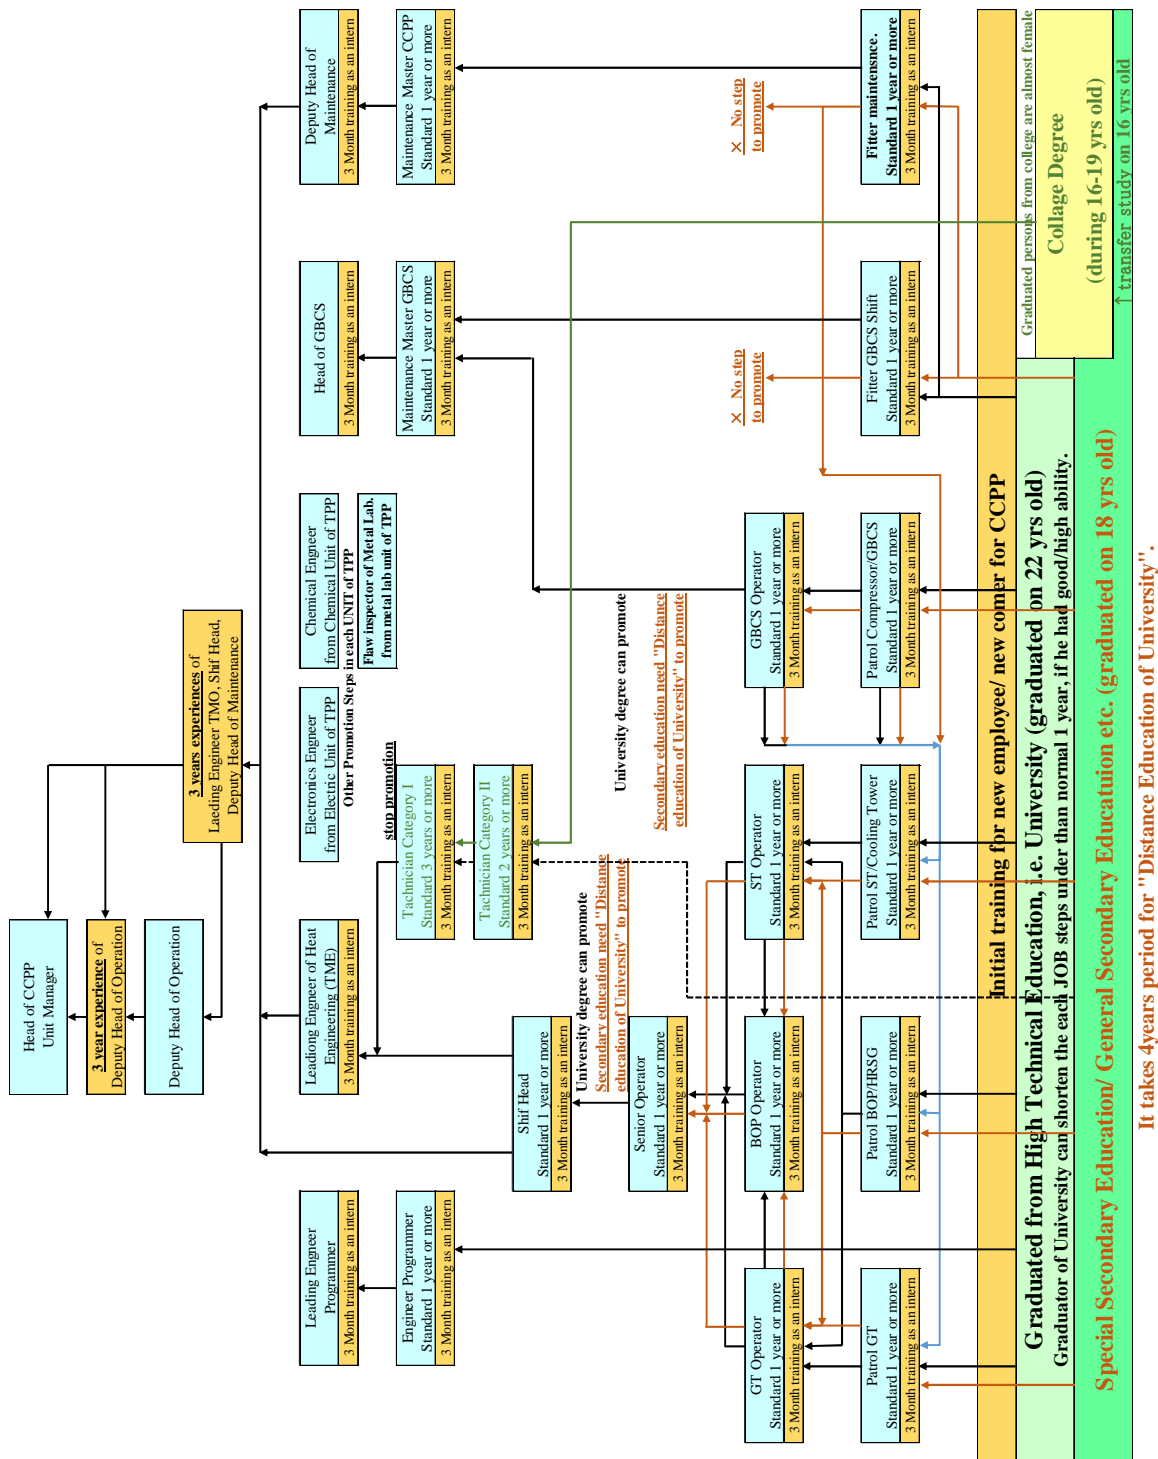 Head of CCPP
Unit Manager
3 year experience of
Deputy Head of Operation
Deputy Head of Operation
3 years experiences of
Laeding Engineer TMO, Shif Head,
Deputy Head of Maintenance
Leading Engneer
Programmer
3 Month training as an intern
Leadiong Engneer of Heat
Engineering (TME)
3 Month training as an intern
Electronics Engneer
from Electric Unit of TPP
Chemical Engneer
from Chemical Unit of TPP
Other Promotion Steps in each UNIT of TPP
Flaw inspector of Metal Lab.
from metal lab unit of TPP
Head of GBCS
3 Month training as an intern
Deputy Head of
Maintenance
3 Month training as an intern
Engineer Programmer
Standard 1 year or more
3 Month training as an intern
stop promotion
Tachnician Category I
Standard 3 years or more
3 Month training as an intern
Maintenance Master GBCS
Standard 1 year or more
3 Month training as an intern
Maintenance Master CCPP
Standard 1 year or more
3 Month training as an intern
Tachnician Category II
Standard 2 years or more
3 Month training as an intern
Shif Head
Standard 1 year or more
3 Month training as an intern
University degree can promote
Secondary education need "Distance
education of University" to promote
Senior Operator
Standard 1 year or more
3 Month training as an intern
University degree can promote
Secondary education need "Distance
education of University" to promote
× No step
to promote
× No step
to promote
GT Operator
Standard 1 year or more
3 Month training as an intern
BOP Operator
Standard 1 year or more
3 Month training as an intern
ST Operator
Standard 1 year or more
3 Month training as an intern
GBCS Operator
Standard 1 year or more
3 Month training as an intern
Patrol GT
Standard 1 year or more
3 Month training as an intern
Patrol BOP/HRSG
Standard 1 year or more
3 Month training as an intern
Patrol ST/Cooling Tower
Standard 1 year or more
3 Month training as an intern
Patrol Compressor/GBCS
Standard 1 year or more
3 Month training as an intern
Fitter GBCS Shift
Standard 1 year or more
3 Month training as an intern
Fitter maintensnce.
Standard 1 year or more
3 Month training as an intern
Initial training for new employee/ new comer for CCPP
Graduated from High Technical Education, i.e. University (graduated on 22 yrs old)
Graduator of University can shorten the each JOB steps under than normal 1 year, if he had good/high ability.
Graduated persons from college are almost female
Collage Degree
(during 16-19 yrs old)
↑ transfer study on 16 yrs old
Special Secondary Education/ General Secondary Educatuion etc. (graduated on 18 yrs old)
It takes 4years period for "Distance Education of University".